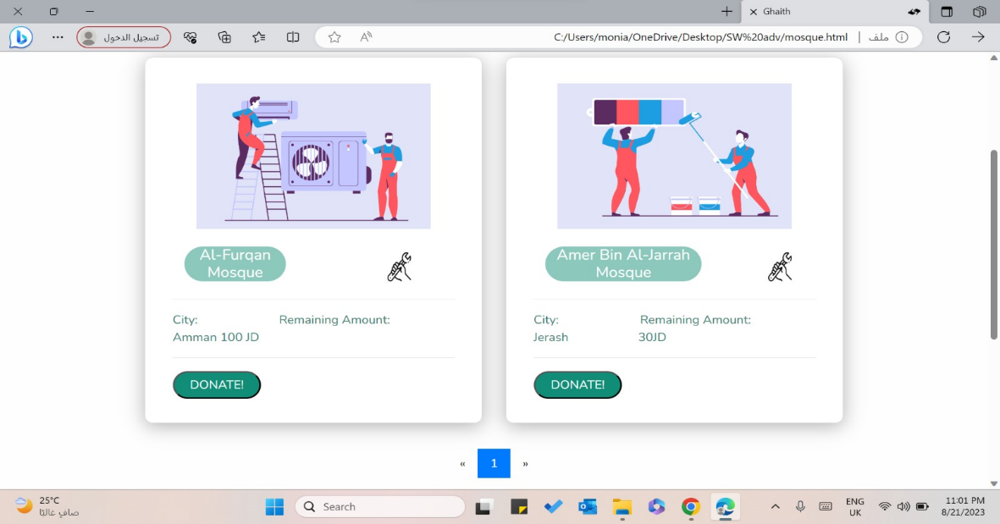 Ghaith
تسجيل الدخول
C:/Users/monia/OneDrive/Desktop/SW%20adv/mosque.html | ملف
Al-Furqan
Mosque
City: Remaining Amount:
Amman 100 JD
DONATE!
Amer Bin Al-Jarrah
Mosque
City: Remaining Amount:
Jerash 30JD
DONATE!
« 1 »
25°C
صافٍ غالبًا
Search
ENG
UK
11:01 PM
8/21/2023